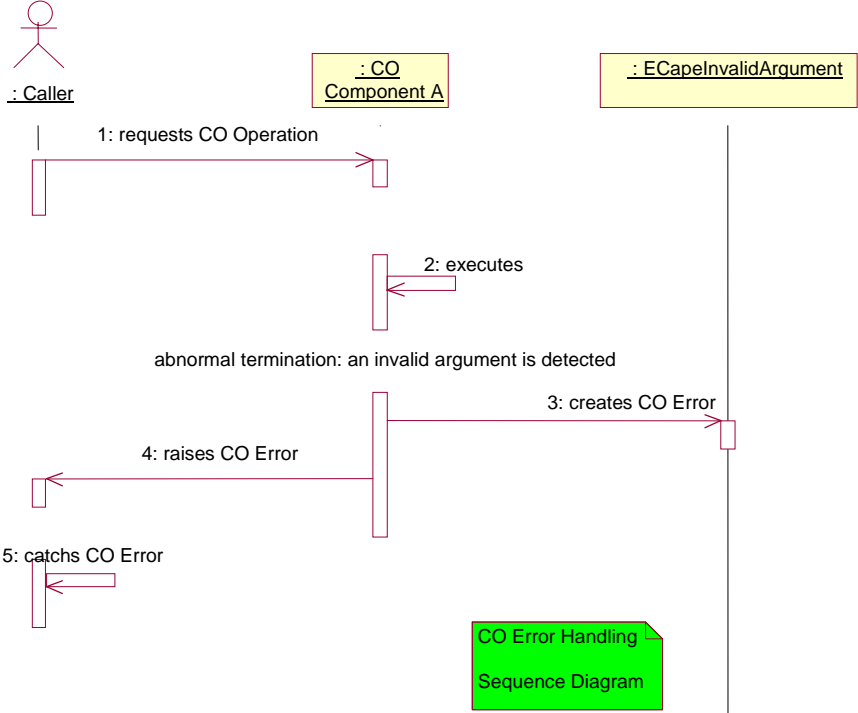 : Caller
: CO
Component A
: ECapeInvalidArgument
1: requests CO Operation
2: executes
abnormal termination: an invalid argument is detected
3: creates CO Error
4: raises CO Error
5: catchs CO Error
CO Error Handling
Sequence Diagram